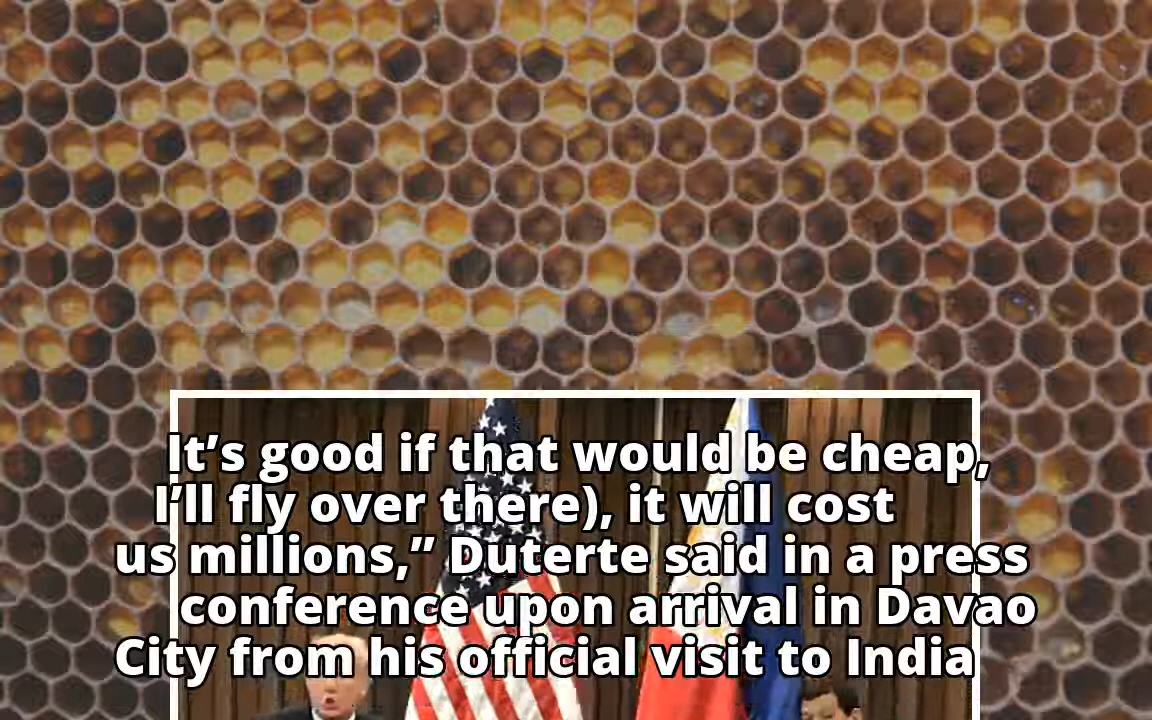 It’s good if that would be cheap,
I’ll fly over there), it will cost
us millions,” Duterte said in a press
conference upon arrival in Davao
City from his official visit to India